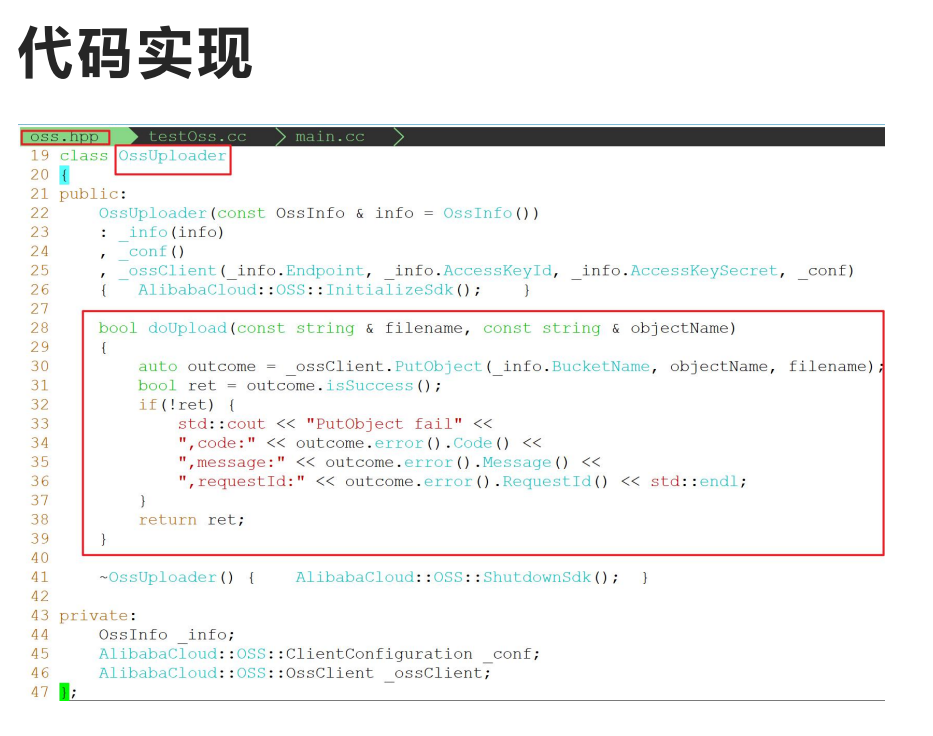 代码实现
oss.hpp testOss.cc main.cc
19 class OssUploader
20 {
21 public:
22     OssUploader(const OssInfo & info = OssInfo())
23     : _info(info)
24     , _conf()
25     , _ossClient(_info.Endpoint, _info.AccessKeyId, _info.AccessKeySecret, _conf)
26     {   AlibabaCloud::OSS::InitializeSdk();    }
27
28     bool doUpload(const string & filename, const string & objectName)
29     {
30         auto outcome = _ossClient.PutObject(_info.BucketName, objectName, filename);
31         bool ret = outcome.isSuccess();
32         if(!ret) {
33             std::cout << "PutObject fail" <<
34             ",code:" << outcome.error().Code() <<
35             ",message:" << outcome.error().Message() <<
36             ",requestId:" << outcome.error().RequestId() << std::endl;
37         }
38         return ret;
39     }
40
41     ~OssUploader() {    AlibabaCloud::OSS::ShutdownSdk();  }
42
43 private:
44     OssInfo _info;
45     AlibabaCloud::OSS::ClientConfiguration _conf;
46     AlibabaCloud::OSS::OssClient _ossClient;
47 };